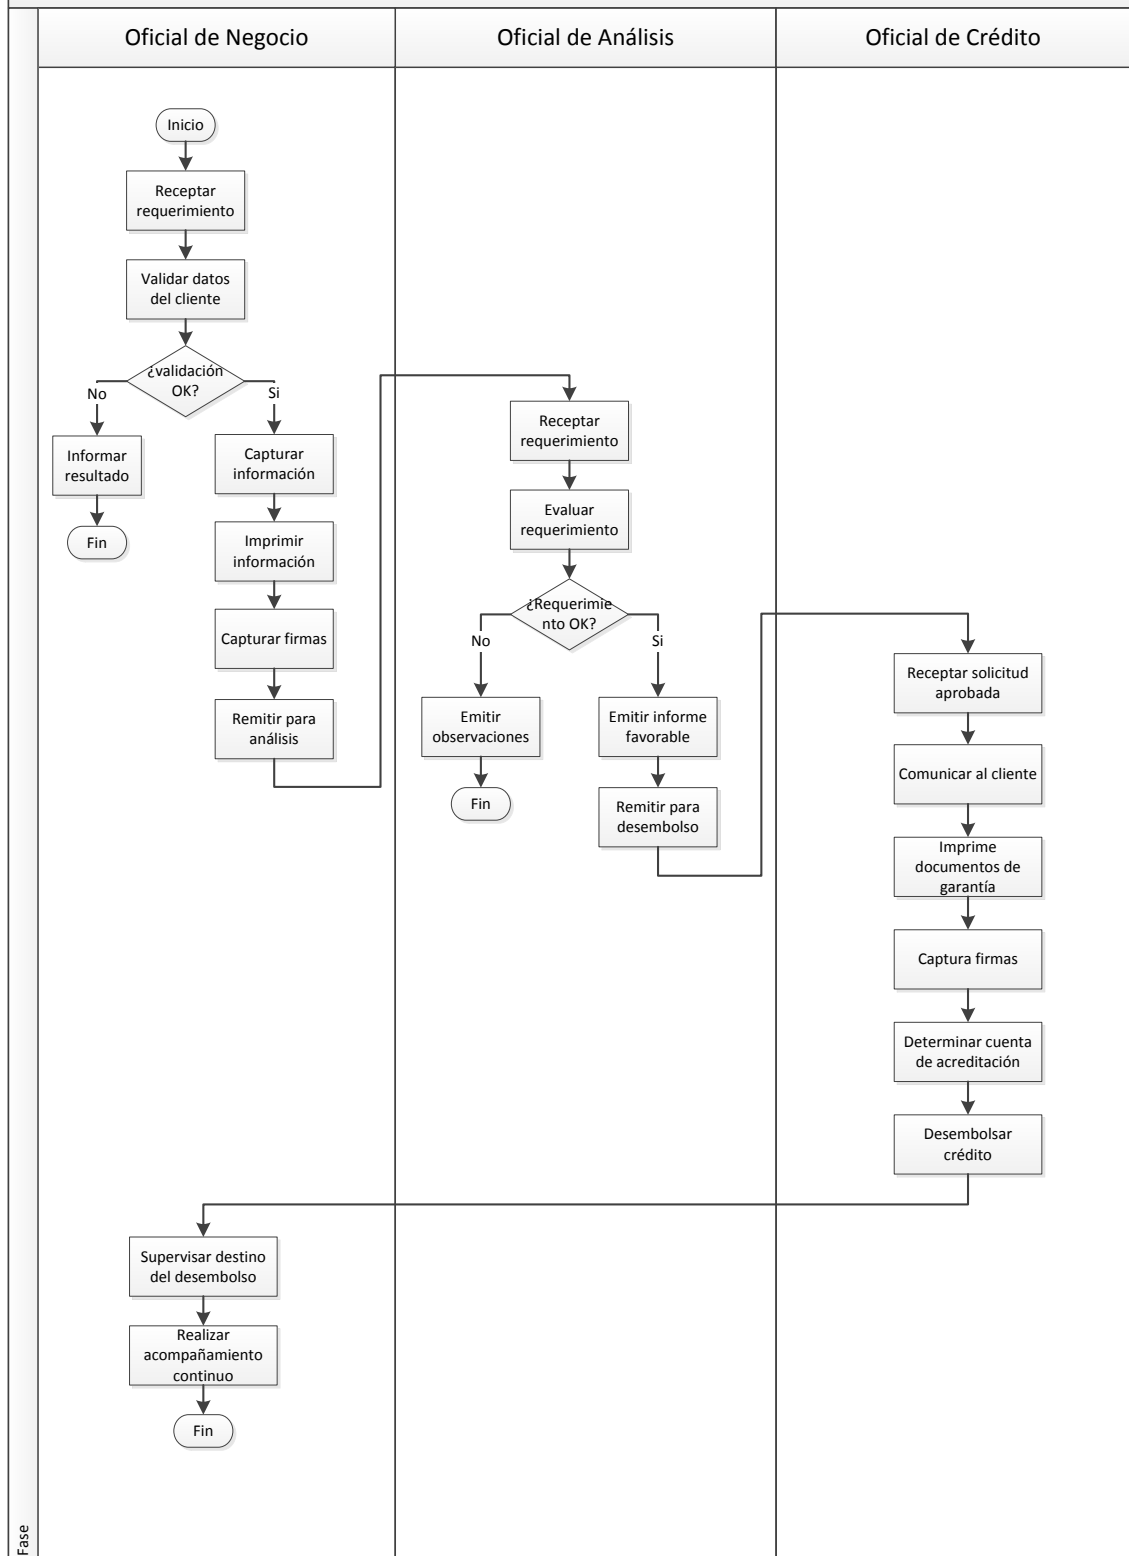 Oficial de Negocio
Oficial de Análisis
Oficial de Crédito
Inicio
Receptar
requerimiento
Validar datos
del cliente
¿validación
OK?
No
Si
Informar
resultado
Fin
Capturar
información
Imprimir
información
Capturar firmas
Remitir para
análisis
Receptar
requerimiento
Evaluar
requerimiento
¿Requerimie
nto OK?
No
Si
Emitir
observaciones
Fin
Emitir informe
favorable
Remitir para
desembolso
Receptar solicitud
aprobada
Comunicar al cliente
Imprime
documentos de
garantía
Captura firmas
Determinar cuenta
de acreditación
Desembolsar
crédito
Supervisar destino
del desembolso
Realizar
acompañamiento
continuo
Fin
Fase